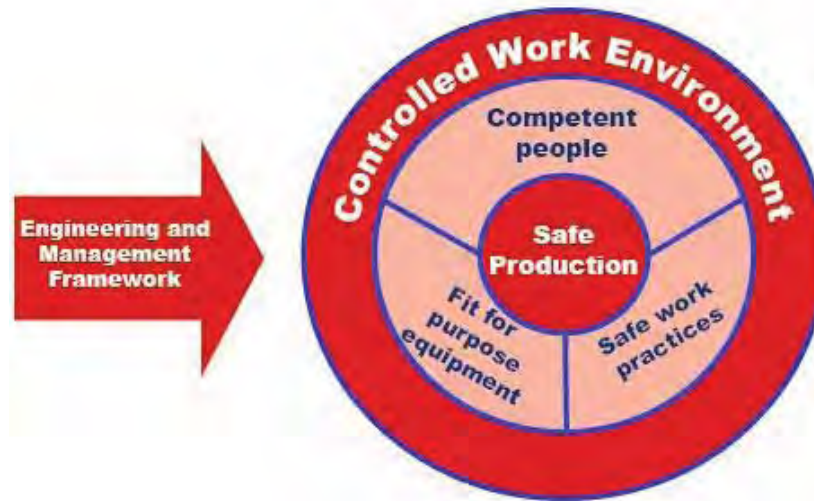 Engineering and
Management
Framework
Controlled Work Environment
Competent
people
Safe
Production
Fit for
purpose
equipment
Safe work
practices